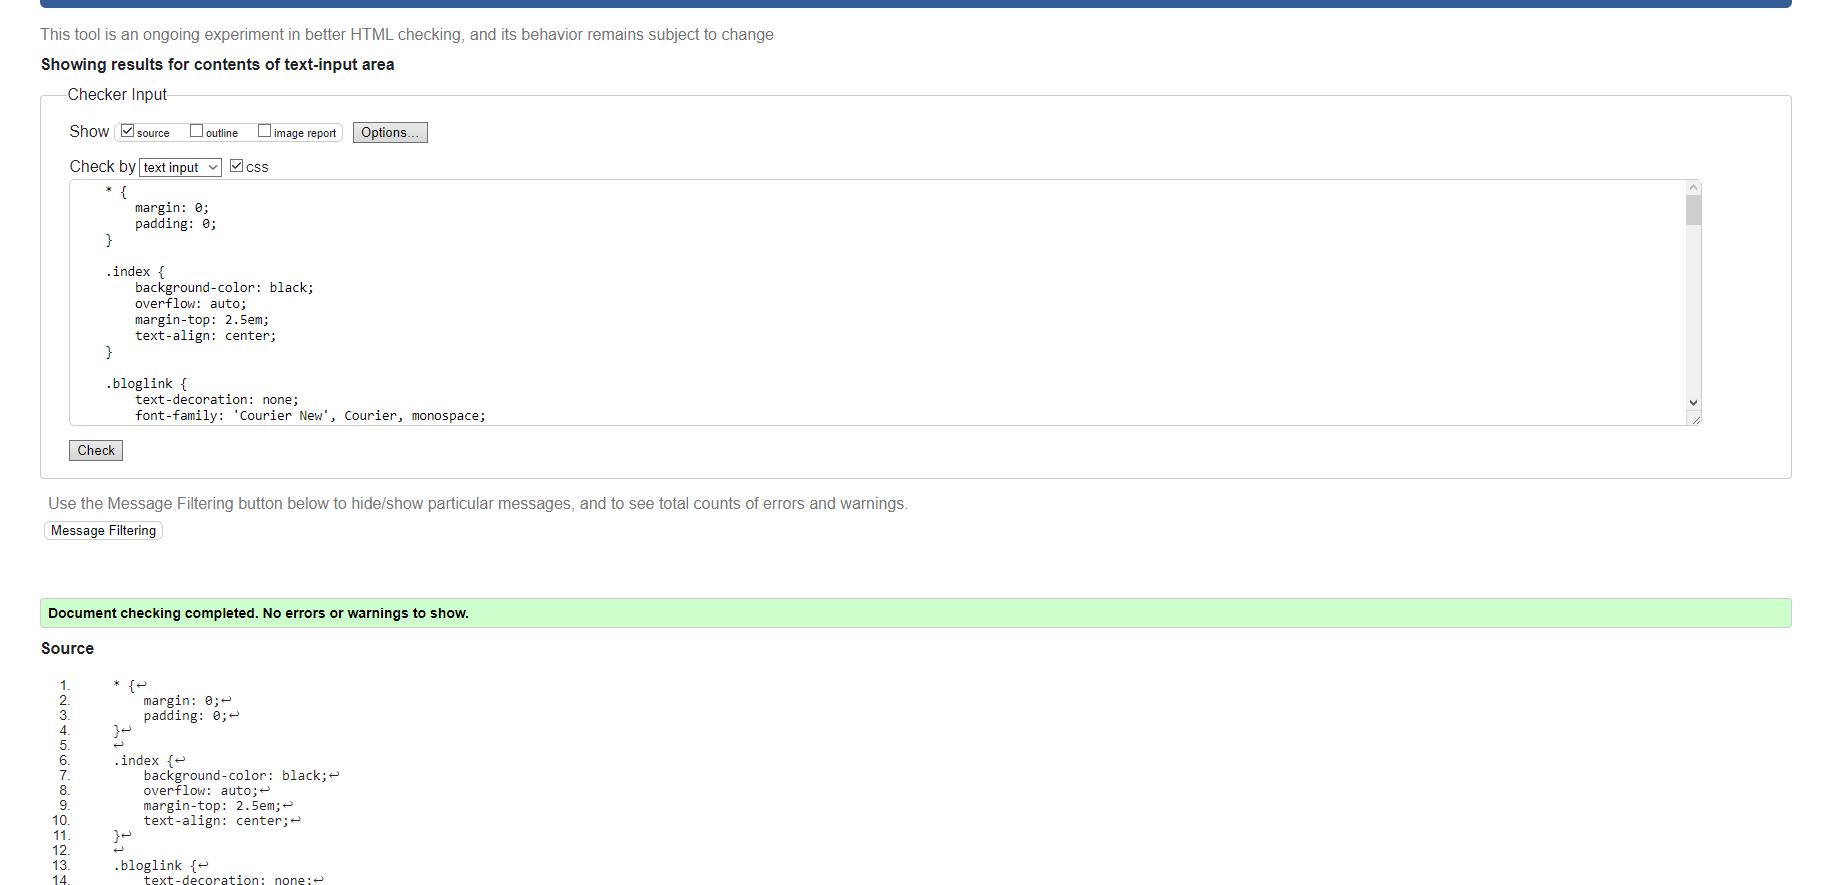 This tool is an ongoing experiment in better HTML checking, and its behavior remains subject to change
Showing results for contents of text-input area
Checker Input
Show source outline image report Options...
Check by text input css
* {
margin: 0;
padding: 0;
}
.index {
background-color: black;
overflow: auto;
margin-top: 2.5em;
text-align: center;
}
.bloglink {
text-decoration: none;
font-family: 'Courier New', Courier, monospace;
Check
Use the Message Filtering button below to hide/show particular messages, and to see total counts of errors and warnings.
Message Filtering
Document checking completed. No errors or warnings to show.
Source
1. * {↩
2. margin: 0;↩
3. padding: 0;↩
4. }↩
5. ↩
6. .index {↩
7. background-color: black;↩
8. overflow: auto;↩
9. margin-top: 2.5em;↩
10. text-align: center;↩
11. }↩
12. ↩
13. .bloglink {↩
14. text-decoration: none;↩